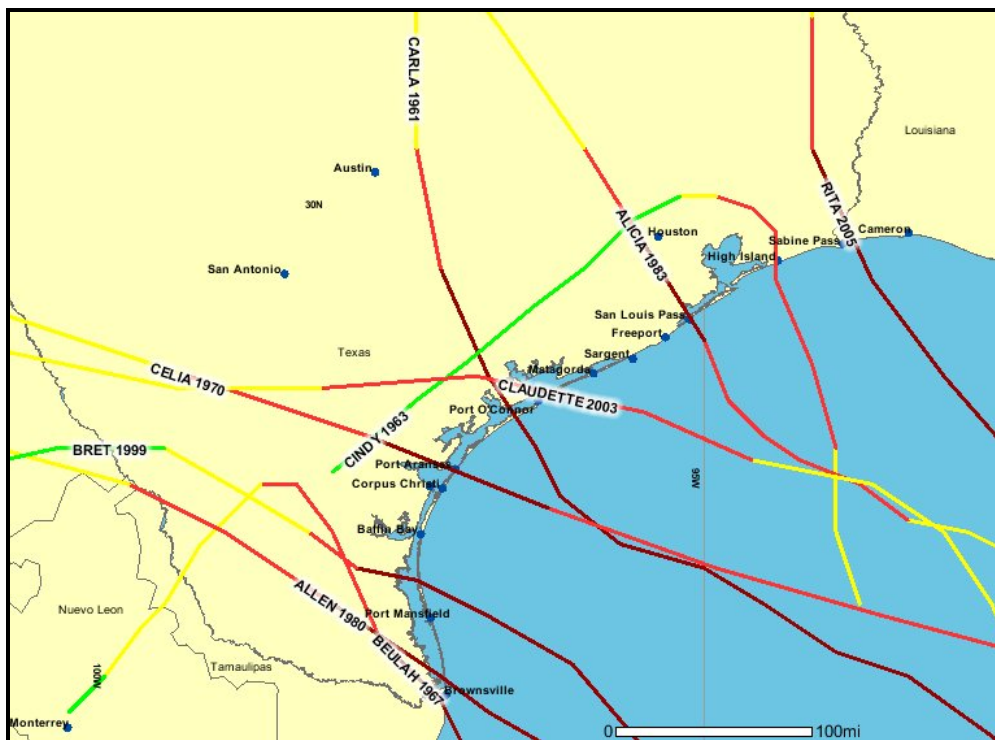 CARLA 1961
Louisiana
Austin
30N
RITA 2005
ALICIA 1983
Houston
Cameron
Sabine Pass
High Island
San Antonio
San Louis Pass
Freeport
Texas
Sargent
Matagorda
CELIA 1970
CLAUDETTE 2003
Port O'Connor
CINDY 1963
BRET 1999
Port Aransas
95W
Corpus Christi
Baffin Bay
ALLEN 1980
Nuevo Leon
Port Mansfield
BEULAH 1967
Tamaulipas
100W
Brownsville
Monterrey
0 100mi